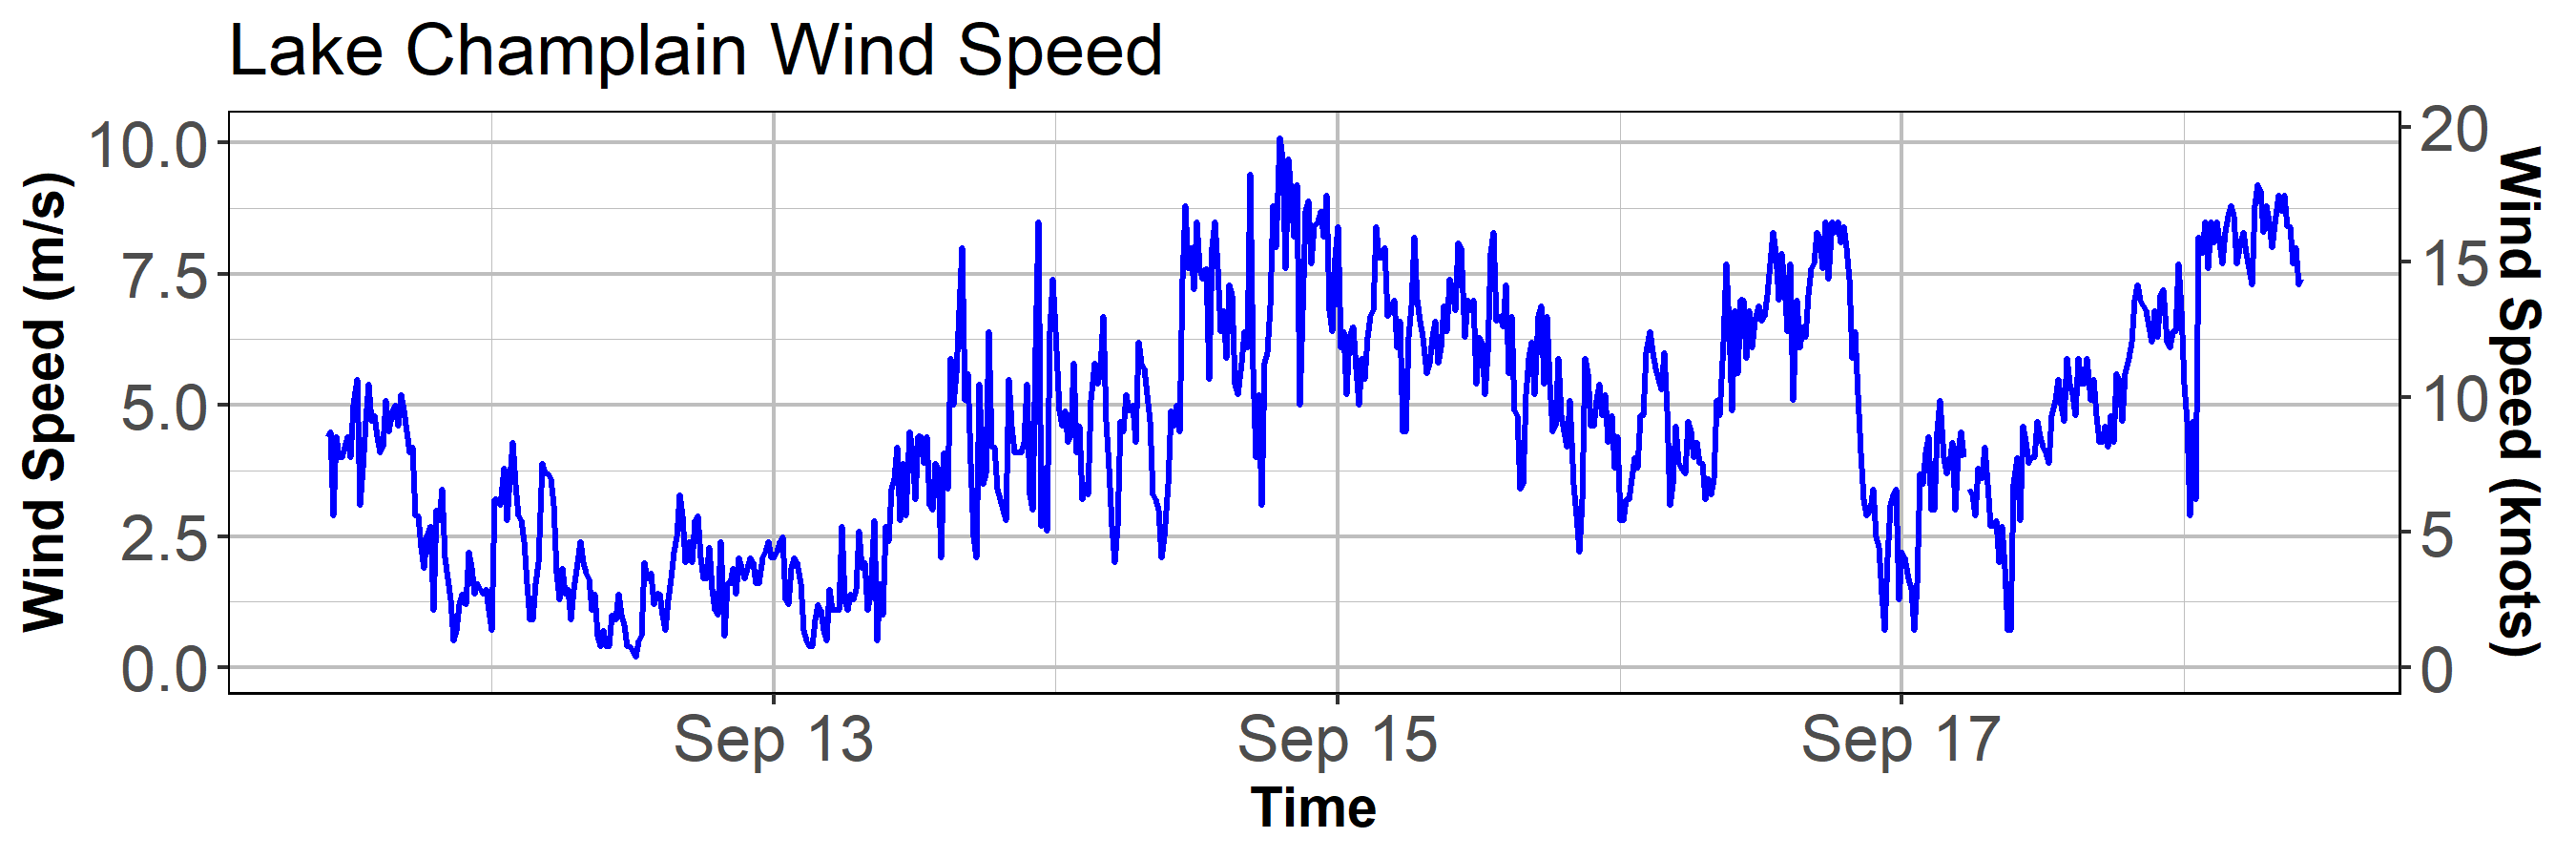 Lake Champlain Wind Speed
Wind Speed (m/s)
10.0
7.5
5.0
2.5
0.0
20
15
10
5
0
Wind Speed (knots)
Sep 13
Sep 15
Sep 17
Time